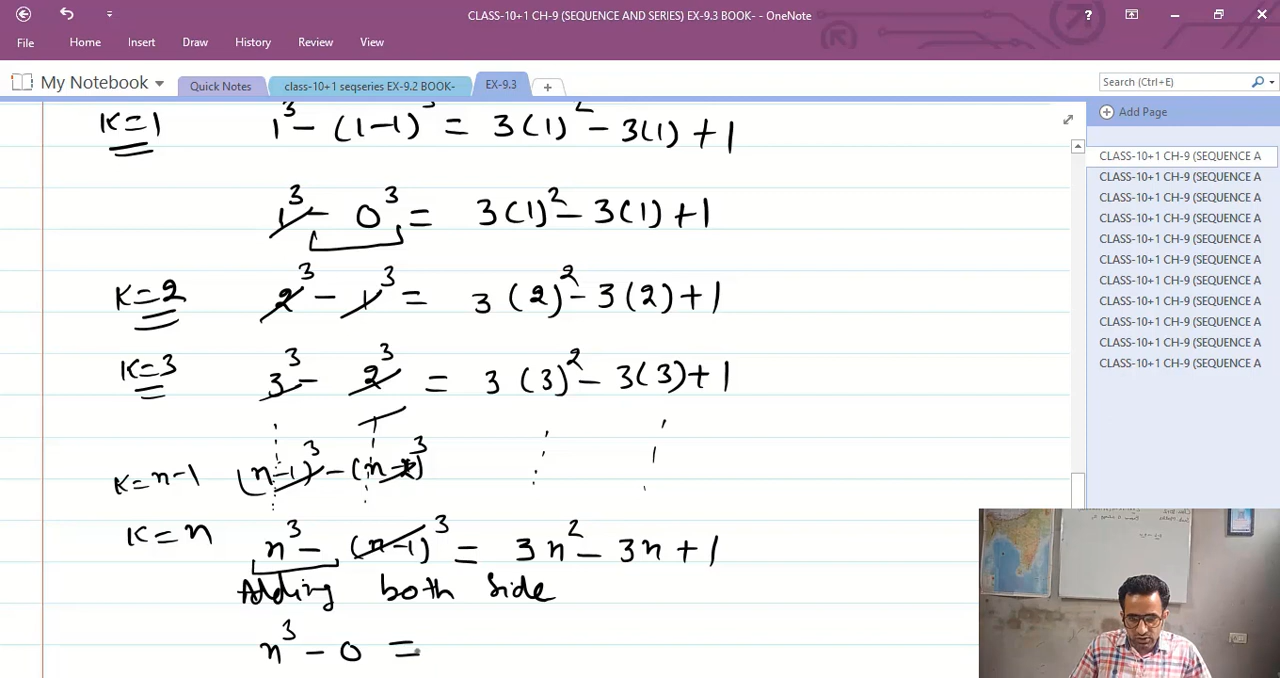 CLASS-10+1 CH-9 (SEQUENCE AND SERIES) EX-9.3 BOOK- - OneNote
File Home Insert Draw History Review View
My Notebook Quick Notes class-10+1 seqseries EX-9.2 BOOK- EX-9.3 + Search (Ctrl+E)
Add Page
CLASS-10+1 CH-9 (SEQUENCE A
CLASS-10+1 CH-9 (SEQUENCE A
CLASS-10+1 CH-9 (SEQUENCE A
CLASS-10+1 CH-9 (SEQUENCE A
CLASS-10+1 CH-9 (SEQUENCE A
CLASS-10+1 CH-9 (SEQUENCE A
CLASS-10+1 CH-9 (SEQUENCE A
CLASS-10+1 CH-9 (SEQUENCE A
CLASS-10+1 CH-9 (SEQUENCE A
CLASS-10+1 CH-9 (SEQUENCE A
CLASS-10+1 CH-9 (SEQUENCE A
K=1 1³ - (1-1)³ = 3(1)² - 3(1) + 1
1³ - 0³ = 3(1)² - 3(1) + 1
K=2 2³ - 1³ = 3(2)² - 3(2) + 1
K=3 3³ - 2³ = 3(3)² - 3(3) + 1
K=n-1 (n-1)³ - (n-2)³
K=n n³ - (n-1)³ = 3n² - 3n + 1
Adding both side
n³ - 0 =